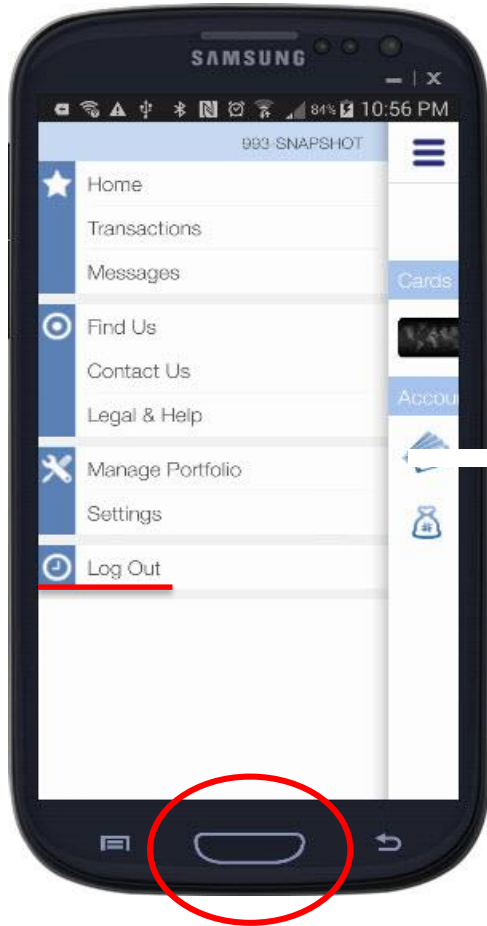 SAMSUNG
84% 10:56 PM
993-SNAPSHOT
Home
Transactions
Messages
Cards
Find Us
Contact Us
Accou
Legal & Help
Manage Portfolio
Settings
Log Out